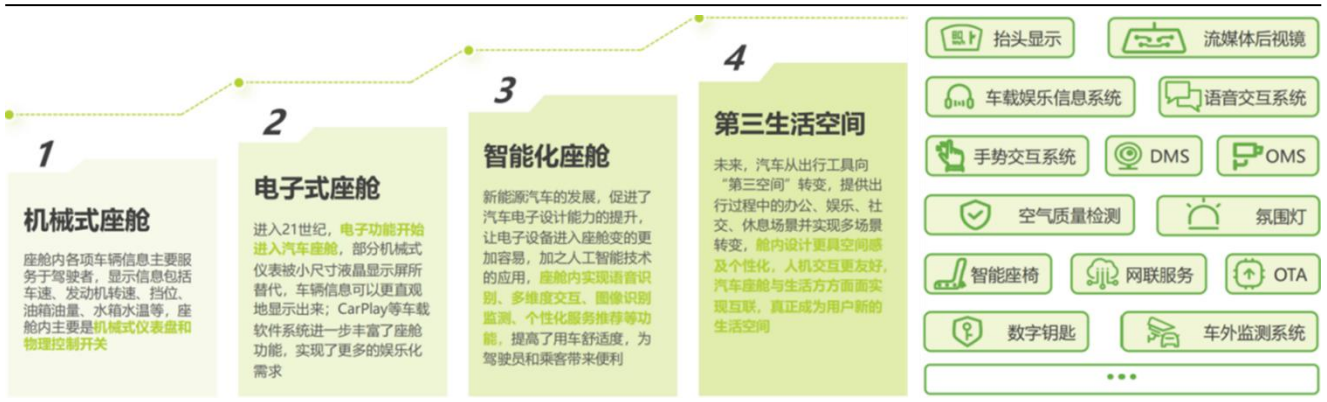 1
机械式座舱
座舱内各项车辆信息主要服
务于驾驶者，显示信息包括
车速、发动机转速、挡位、
油箱油量、水箱水温等，座
舱内主要是机械式仪表盘和
物理控制开关
2
电子式座舱
进入21世纪，电子功能开始
进入汽车座舱，部分机械式
仪表被小尺寸液晶显示屏所
替代，车辆信息可以更直观
地显示出来；CarPlay等车载
软件系统进一步丰富了座舱
功能，实现了更多的娱乐化
需求
3
智能化座舱
新能源汽车的发展，促进了
汽车电子设计能力的提升，
让电子设备进入座舱变的更
加容易，加之人工智能技术
的应用，座舱内实现语音识
别、多维度交互、图像识别
监测、个性化服务推荐等功
能，提高了用车舒适度，为
驾驶员和乘客带来便利
4
第三生活空间
未来，汽车从出行工具向
“第三空间”转变，提供出
行过程中的办公、娱乐、社
交、休息场景并实现多场景
转变，舱内设计更具空间感
及个性化，人机交互更友好，
汽车座舱与生活方方面面实
现互联，真正成为用户新的
生活空间
抬头显示
流媒体后视镜
车载娱乐信息系统
语音交互系统
手势交互系统
DMS
OMS
空气质量检测
氛围灯
智能座椅
网联服务
OTA
数字钥匙
车外监测系统
•••